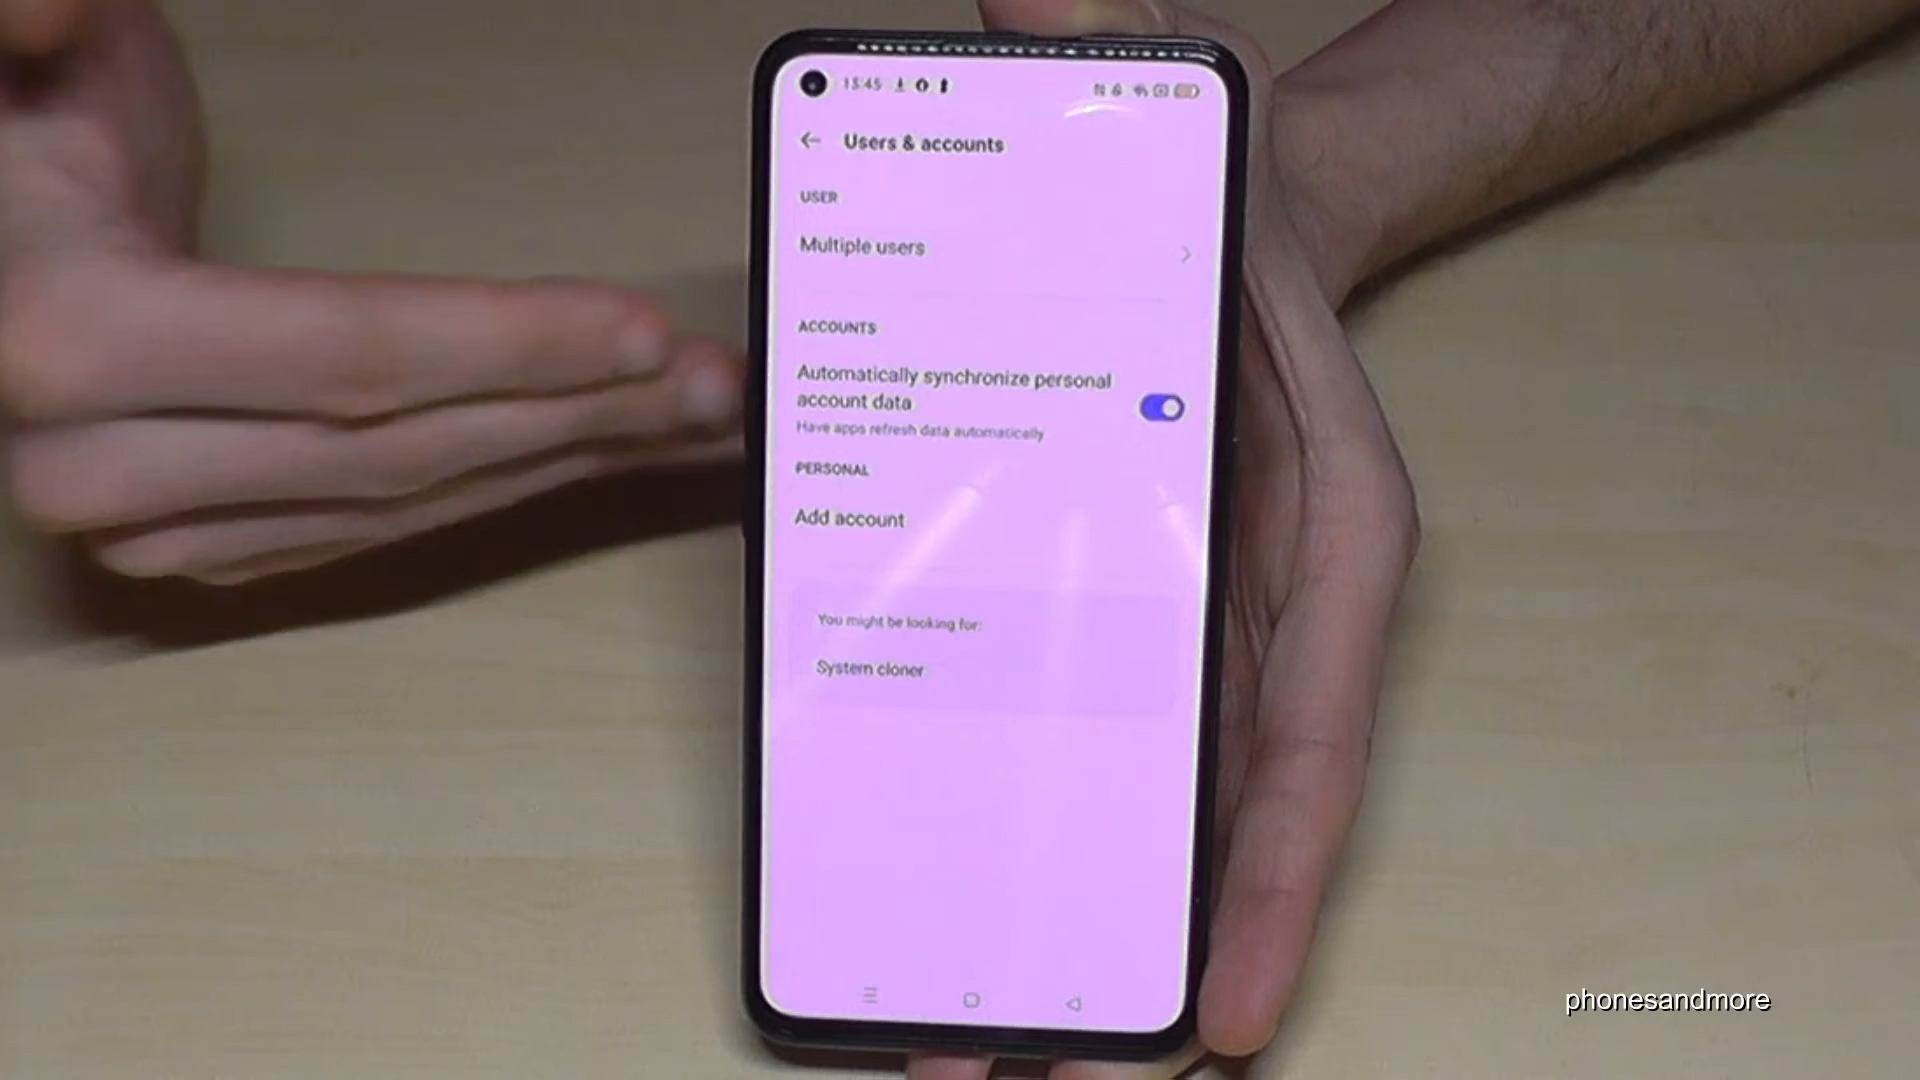 13:45
Users & accounts
USER
Multiple users
ACCOUNTS
Automatically synchronize personal
account data
Have apps refresh data automatically
PERSONAL
Add account
You might be looking for:
System cloner
phonesandmore